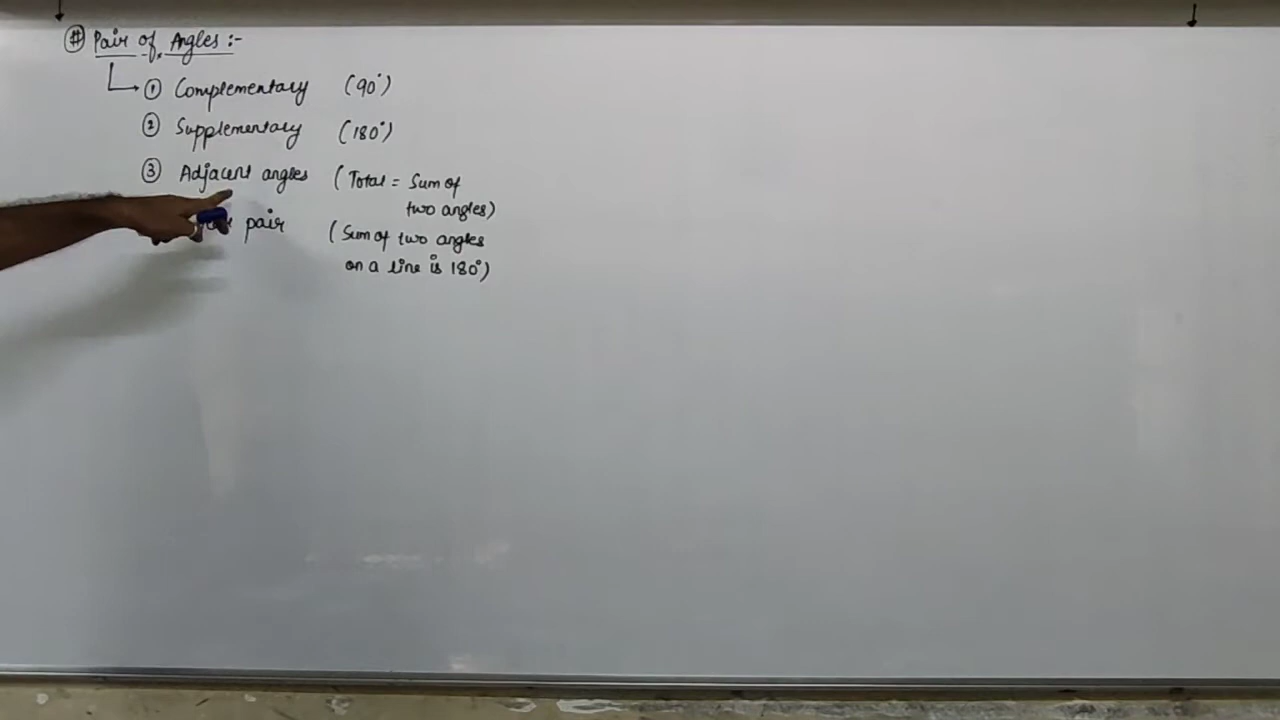 # Pair of Angles :-
① Complementary (90°)
② Supplementary (180°)
③ Adjacent angles (Total = Sum of
two angles)
pair (Sum of two angles
on a line is 180°)